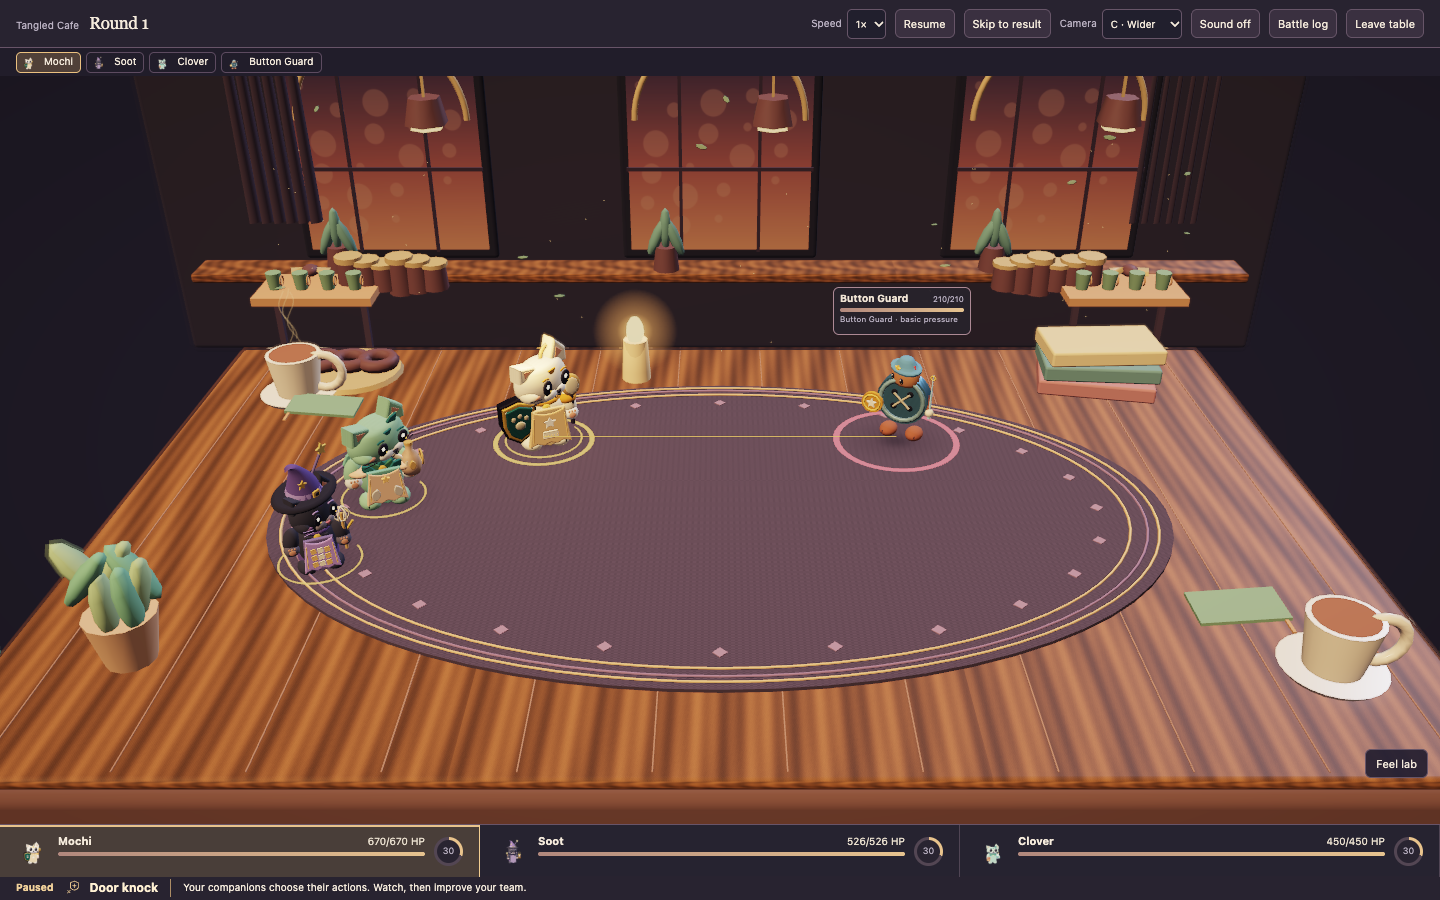 Tangled Cafe Round 1
Speed 1× Resume Skip to result Camera C · Wider Sound off Battle log Leave table
Mochi Soot Clover Button Guard
Button Guard 210/210
Button Guard · basic pressure
Feel lab
Mochi 670/670 HP 30
Soot 526/526 HP 30
Clover 450/450 HP 30
Paused Door knock Your companions choose their actions. Watch, then improve your team.